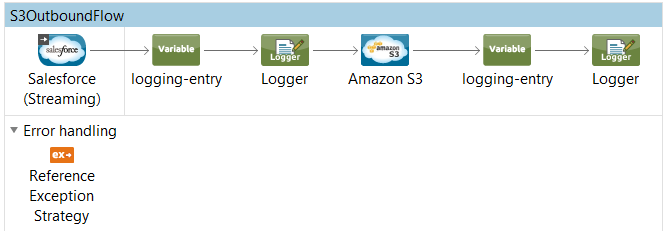 S3OutboundFlow
salesforce
Variable
Logger
amazon
S3
Variable
Logger
Salesforce
(Streaming)
logging-entry
Logger
Amazon S3
logging-entry
Logger
Error handling
ex
Reference
Exception
Strategy